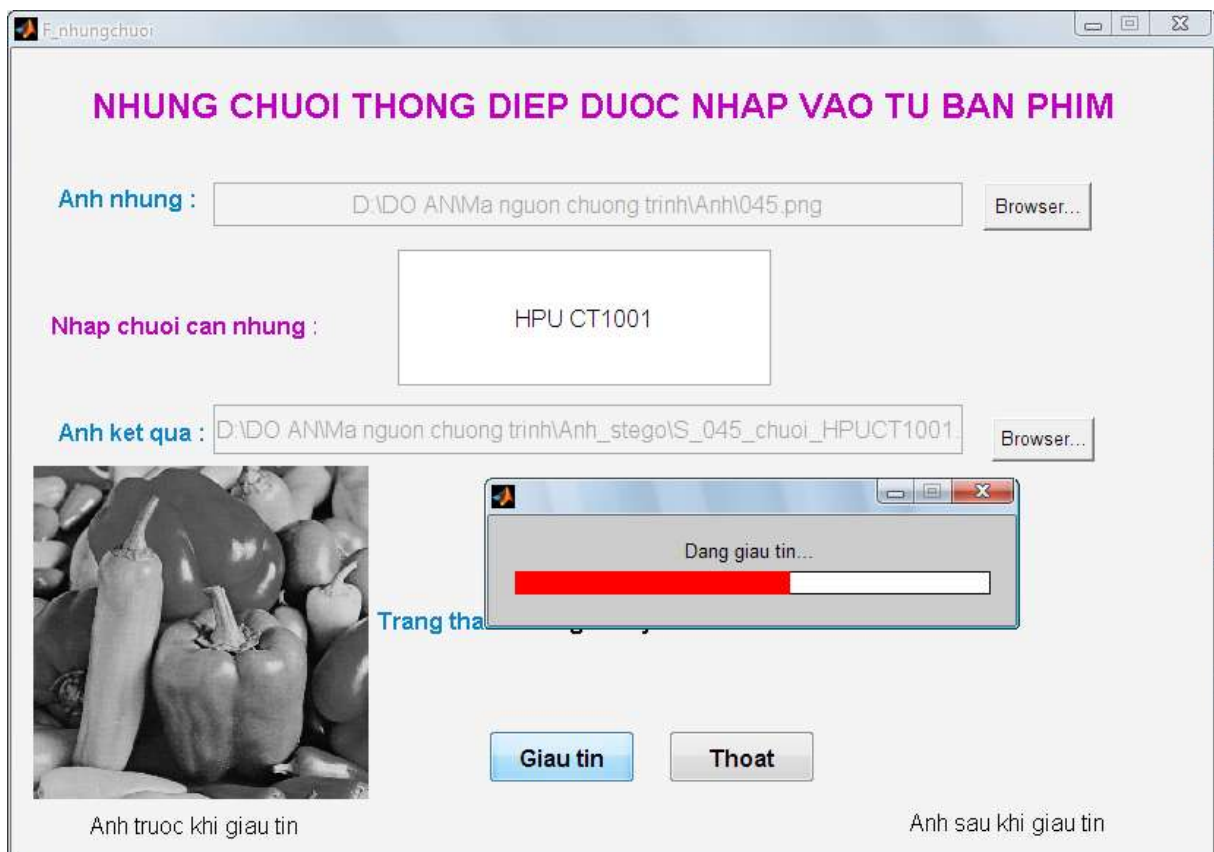 F_nhungchuoi
NHUNG CHUOI THONG DIEP DUOC NHAP VAO TU BAN PHIM
Anh nhung : D:\DO AN\Ma nguon chuong trinh\Anh\045.png Browser...
Nhap chuoi can nhung : HPU CT1001
Anh ket qua : D:\DO AN\Ma nguon chuong trinh\Anh_stego\S_045_chuoi_HPUCT1001. Browser...
Dang giau tin...
Trang tha
Giau tin Thoat
Anh truoc khi giau tin Anh sau khi giau tin